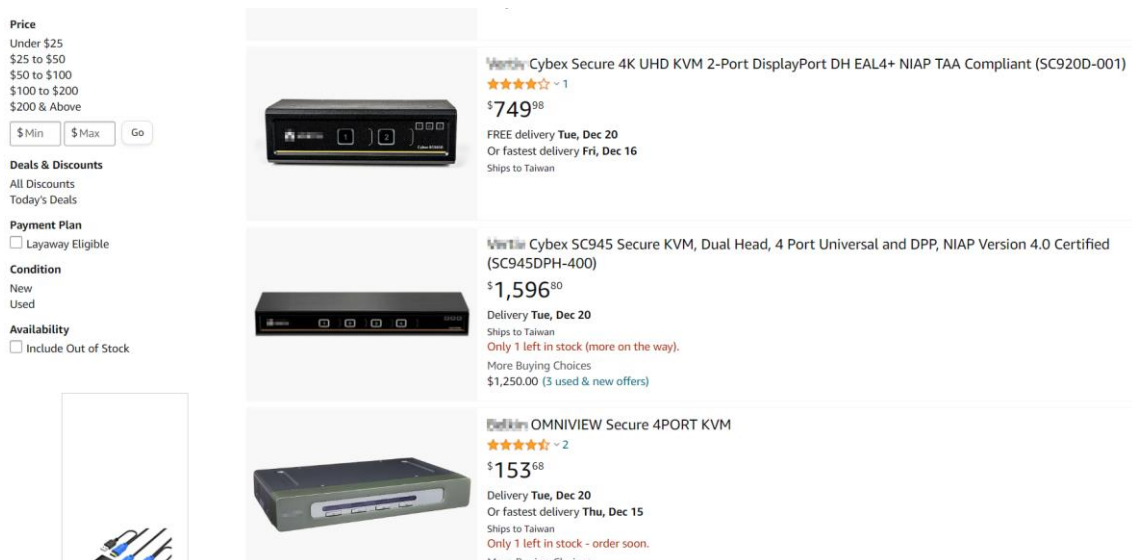 Price
Under $25
$25 to $50
$50 to $100
$100 to $200
$200 & Above
$ Min $ Max Go
Deals & Discounts
All Discounts
Today's Deals
Payment Plan
Layaway Eligible
Condition
New
Used
Availability
Include Out of Stock
Cybex Secure 4K UHD KVM 2-Port DisplayPort DH EAL4+ NIAP TAA Compliant (SC920D-001)
1
$749 98
FREE delivery Tue, Dec 20
Or fastest delivery Fri, Dec 16
Ships to Taiwan
1 2
Cybex SC945 Secure KVM, Dual Head, 4 Port Universal and DPP, NIAP Version 4.0 Certified
(SC945DPH-400)
$1,596 80
Delivery Tue, Dec 20
Ships to Taiwan
Only 1 left in stock (more on the way).
More Buying Choices
$1,250.00 (3 used & new offers)
OMNIVIEW Secure 4PORT KVM
2
$153 68
Delivery Tue, Dec 20
Or fastest delivery Thu, Dec 15
Ships to Taiwan
Only 1 left in stock - order soon.